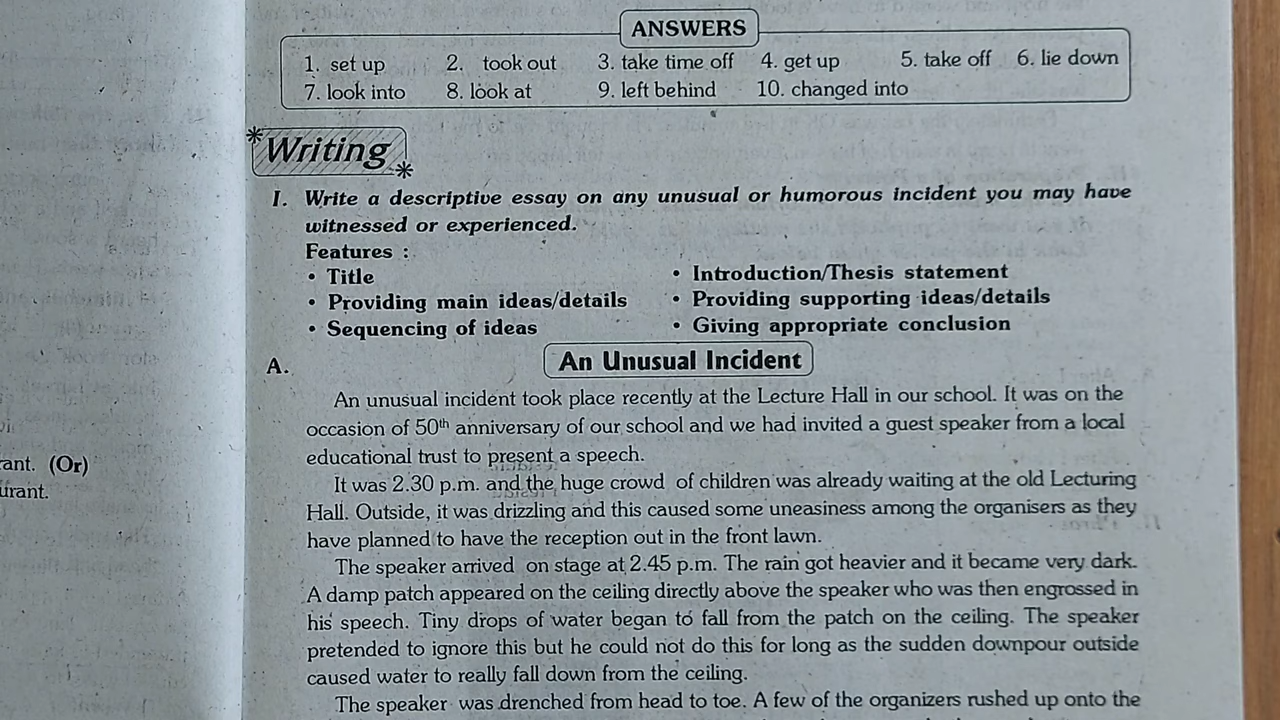 ANSWERS
1. set up 2. took out 3. take time off 4. get up 5. take off 6. lie down
7. look into 8. look at 9. left behind 10. changed into
Writing
I. Write a descriptive essay on any unusual or humorous incident you may have
witnessed or experienced.
Features :
• Title • Introduction/Thesis statement
• Providing main ideas/details • Providing supporting ideas/details
• Sequencing of ideas • Giving appropriate conclusion
A. An Unusual Incident
An unusual incident took place recently at the Lecture Hall in our school. It was on the
occasion of 50th anniversary of our school and we had invited a guest speaker from a local
educational trust to present a speech.
It was 2.30 p.m. and the huge crowd of children was already waiting at the old Lecturing
Hall. Outside, it was drizzling and this caused some uneasiness among the organisers as they
have planned to have the reception out in the front lawn.
The speaker arrived on stage at 2.45 p.m. The rain got heavier and it became very dark.
A damp patch appeared on the ceiling directly above the speaker who was then engrossed in
his speech. Tiny drops of water began to fall from the patch on the ceiling. The speaker
pretended to ignore this but he could not do this for long as the sudden downpour outside
caused water to really fall down from the ceiling.
The speaker was drenched from head to toe. A few of the organizers rushed up onto the
(Or)